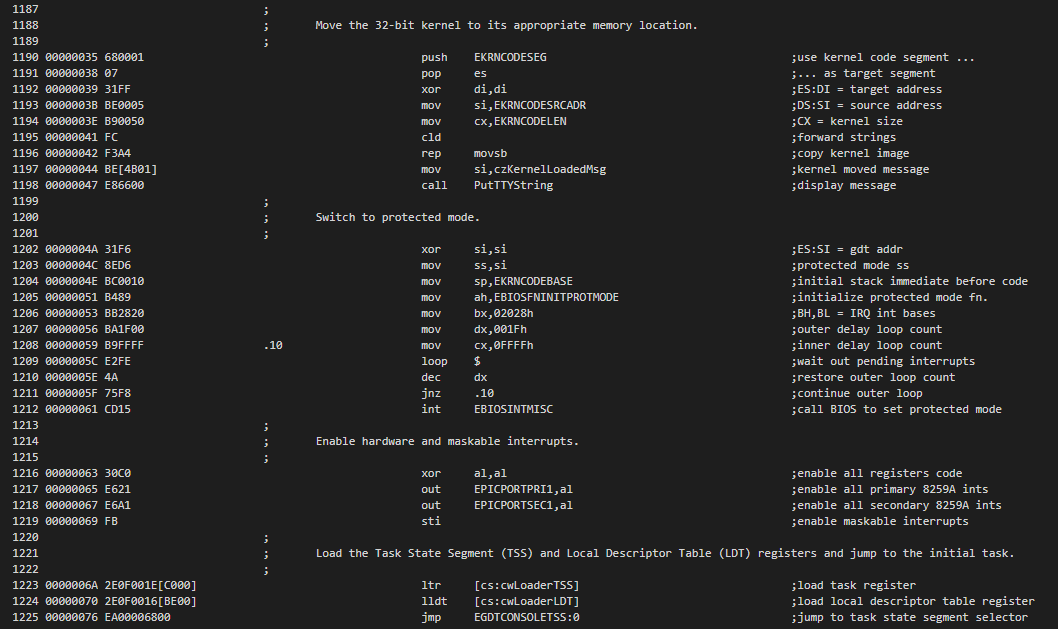 1187 ;
1188 ; Move the 32-bit kernel to its appropriate memory location.
1189 ;
1190 00000035 680001 push EKRNCODESEG ;use kernel code segment ...
1191 00000038 07 pop es ;... as target segment
1192 00000039 31FF xor di,di ;ES:DI = target address
1193 0000003B BE0005 mov si,EKRNCODESRCADR ;DS:SI = source address
1194 0000003E B90050 mov cx,EKRNCODELEN ;CX = kernel size
1195 00000041 FC cld ;forward strings
1196 00000042 F3A4 rep movsb ;copy kernel image
1197 00000044 BE[4B01] mov si,czKernelLoadedMsg ;kernel moved message
1198 00000047 E86600 call PutTTYString ;display message
1199 ;
1200 ; Switch to protected mode.
1201 ;
1202 0000004A 31F6 xor si,si ;ES:SI = gdt addr
1203 0000004C 8ED6 mov ss,si ;protected mode ss
1204 0000004E BC0010 mov sp,EKRNCODEBASE ;initial stack immediate before code
1205 00000051 B489 mov ah,EBIOSFNINITPROTMODE ;initialize protected mode fn.
1206 00000053 BB2820 mov bx,02028h ;BH,BL = IRQ int bases
1207 00000056 BA1F00 mov dx,001Fh ;outer delay loop count
1208 00000059 B9FFFF .10 mov cx,0FFFFh ;inner delay loop count
1209 0000005C E2FE loop $ ;wait out pending interrupts
1210 0000005E 4A dec dx ;restore outer loop count
1211 0000005F 75F8 jnz .10 ;continue outer loop
1212 00000061 CD15 int EBIOSINTMISC ;call BIOS to set protected mode
1213 ;
1214 ; Enable hardware and maskable interrupts.
1215 ;
1216 00000063 30C0 xor al,al ;enable all registers code
1217 00000065 E621 out EPICPORTPRI1,al ;enable all primary 8259A ints
1218 00000067 E6A1 out EPICPORTSEC1,al ;enable all secondary 8259A ints
1219 00000069 FB sti ;enable maskable interrupts
1220 ;
1221 ; Load the Task State Segment (TSS) and Local Descriptor Table (LDT) registers and jump to the initial task.
1222 ;
1223 0000006A 2E0F001E[C000] ltr [cs:cwLoaderTSS] ;load task register
1224 00000070 2E0F0016[BE00] lldt [cs:cwLoaderLDT] ;load local descriptor table register
1225 00000076 EA00006800 jmp EGDTCONSOLETSS:0 ;jump to task state segment selector